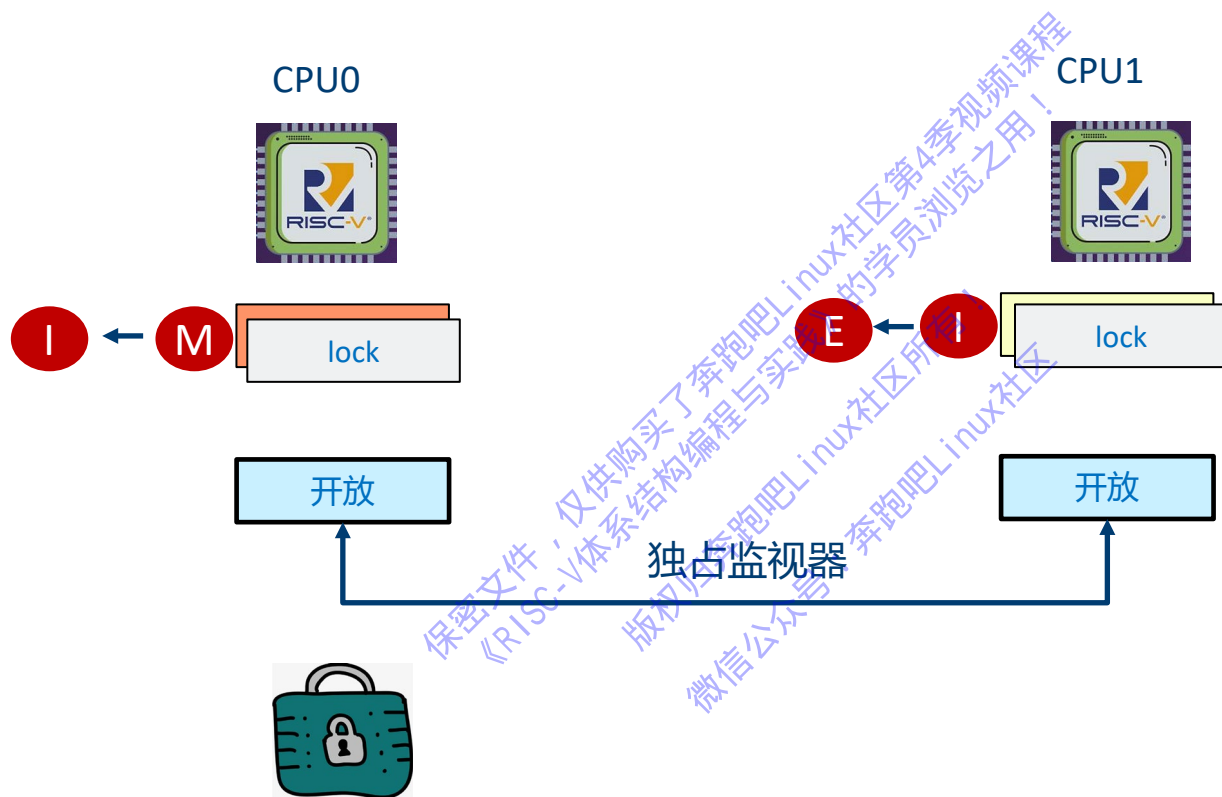 CPU0
CPU1
RISC-V
RISC-V
I
M
lock
E
I
lock
开放
开放
独占监视器
保密文件，仅供购买了奔跑吧Linux社区第4季视频课程
《RISC-V体系结构编程与实践》的学员浏览之用！
版权归奔跑吧Linux社区所有！
微信公众号：奔跑吧Linux社区